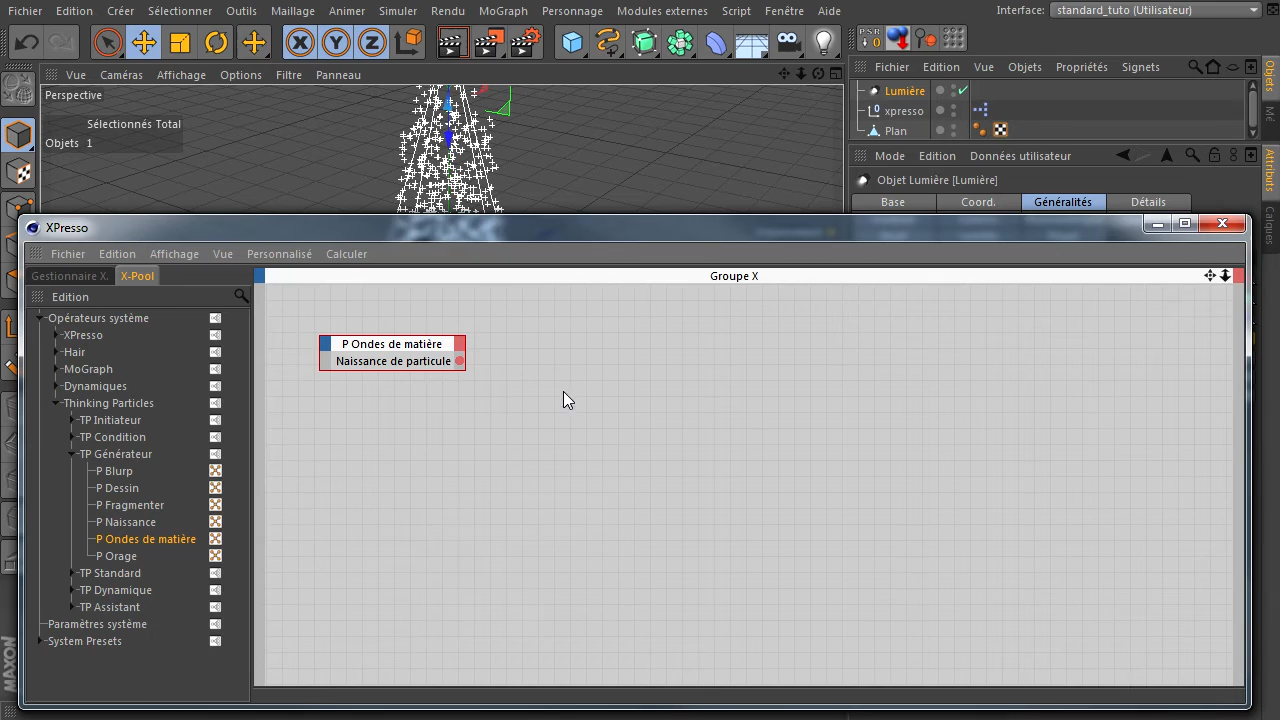 Fichier Edition Créer Sélectionner Outils Maillage Animer Simuler Rendu MoGraph Personnage Modules externes Script Fenêtre Aide Interface: standard_tuto (Utilisateur)
X Y Z PSR
Vue Caméras Affichage Options Filtre Panneau
Fichier Edition Vue Objets Propriétés Signets
Perspective
Sélectionnés Total
Objets 1
Lumière
xpresso
Plan
Objets
Attributs
Calques
Mode Edition Données utilisateur
Objet Lumière [Lumière]
Base Coord. Généralités Détails
XPresso
Fichier Edition Affichage Vue Personnalisé Calculer
Gestionnaire X. X-Pool
Edition
Opérateurs système
XPresso
Hair
MoGraph
Dynamiques
Thinking Particles
TP Initiateur
TP Condition
TP Générateur
P Blurp
P Dessin
P Fragmenter
P Naissance
P Ondes de matière
P Orage
TP Standard
TP Dynamique
TP Assistant
Paramètres système
System Presets
Groupe X
P Ondes de matière
Naissance de particule
MAXON